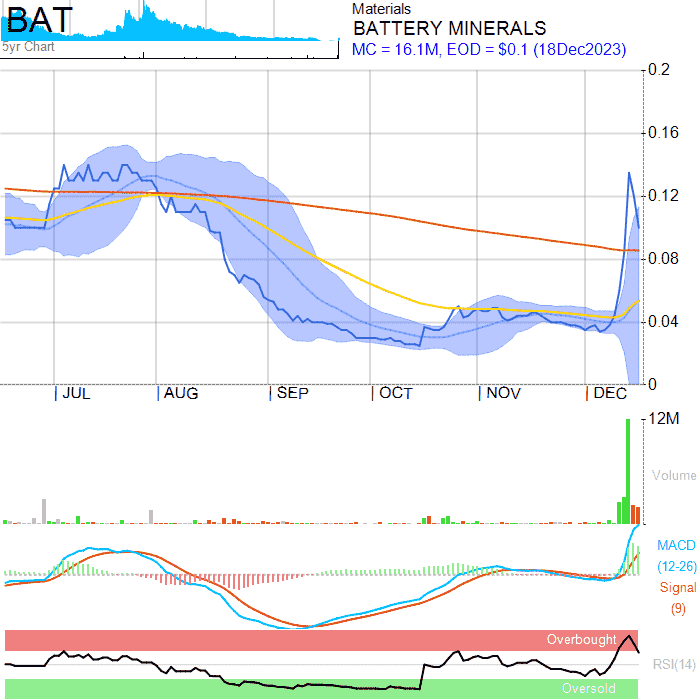 BAT
5yr Chart
Materials
BATTERY MINERALS
MC = 16.1M, EOD = $0.1 (18Dec2023)
0.2
0.16
0.12
0.08
0.04
0
JUL AUG SEP OCT NOV DEC
12M
Volume
MACD
(12-26)
Signal
(9)
Overbought
RSI(14)
Oversold